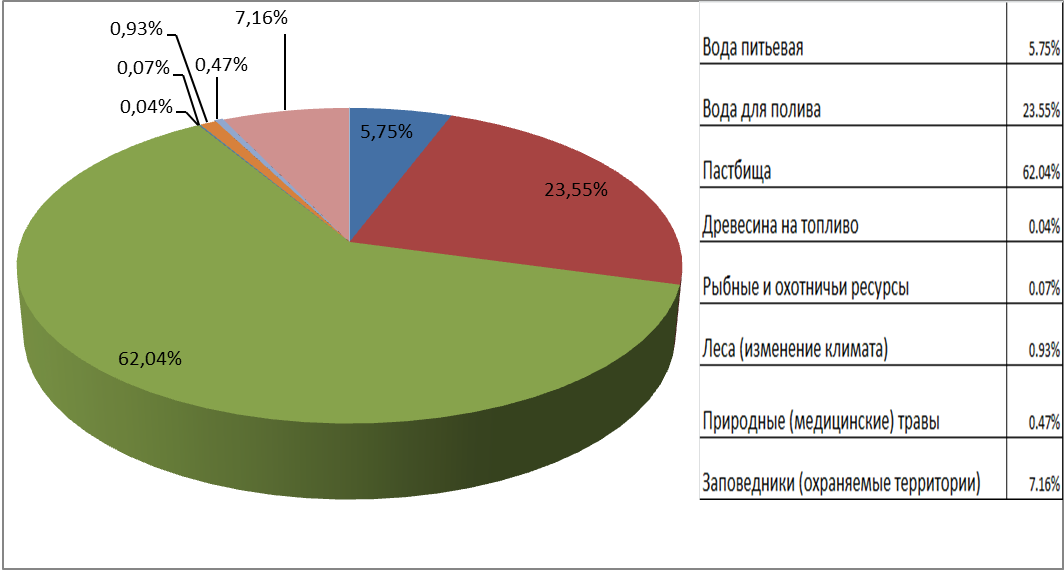 7,16%
0,93%
0,47%
0,07%
0,04%
5,75%
23,55%
62,04%
Вода питьевая 5.75%
Вода для полива 23.55%
Пастбища 62.04%
Древесина на топливо 0.04%
Рыбные и охотничьи ресурсы 0.07%
Леса (изменение климата) 0.93%
Природные (медицинские) травы 0.47%
Заповедники (охраняемые территории) 7.16%